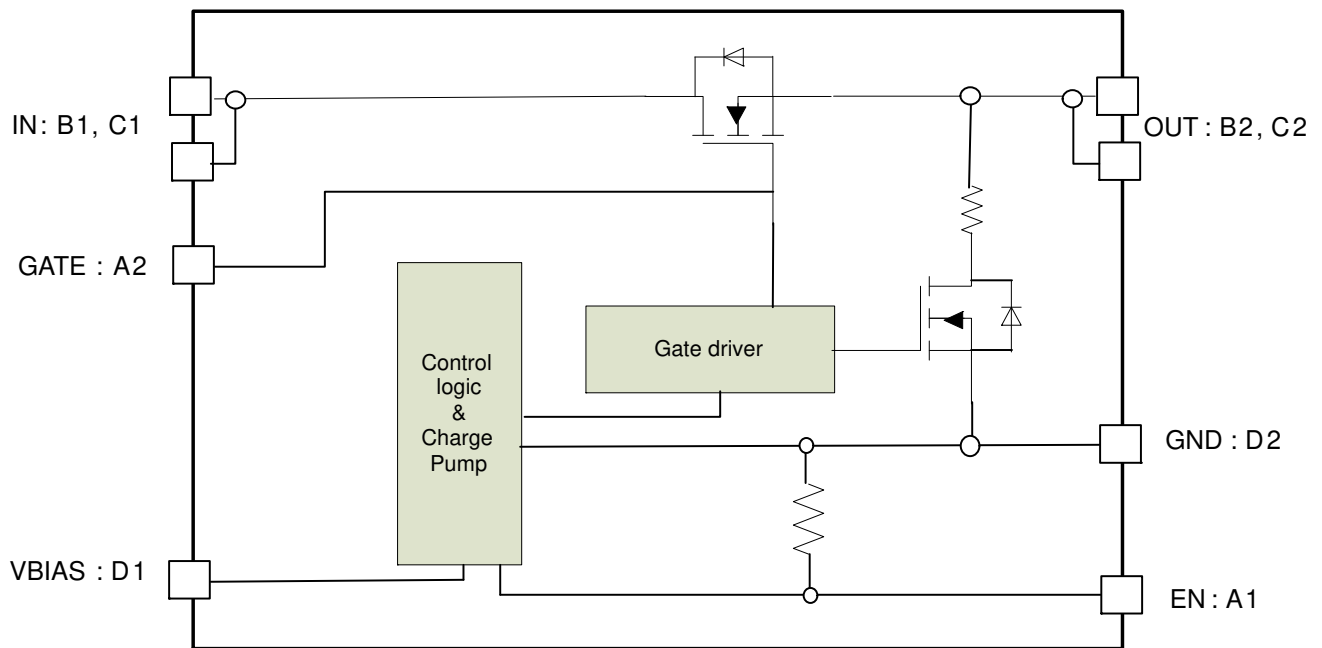 IN: B1, C1
OUT : B2, C2
GATE : A2
Gate driver
Control
logic
&
Charge
Pump
GND : D2
VBIAS : D1
EN : A1